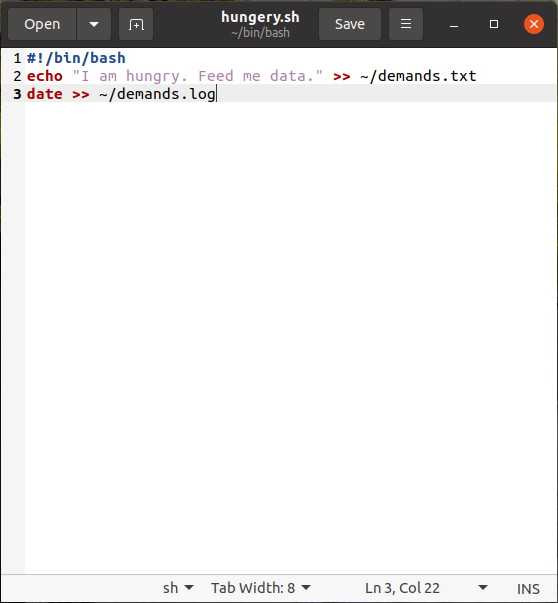 Open
hungery.sh
~/bin/bash
Save
1 #!/bin/bash
2 echo "I am hungry. Feed me data." >> ~/demands.txt
3 date >> ~/demands.log
sh Tab Width: 8 Ln 3, Col 22 INS